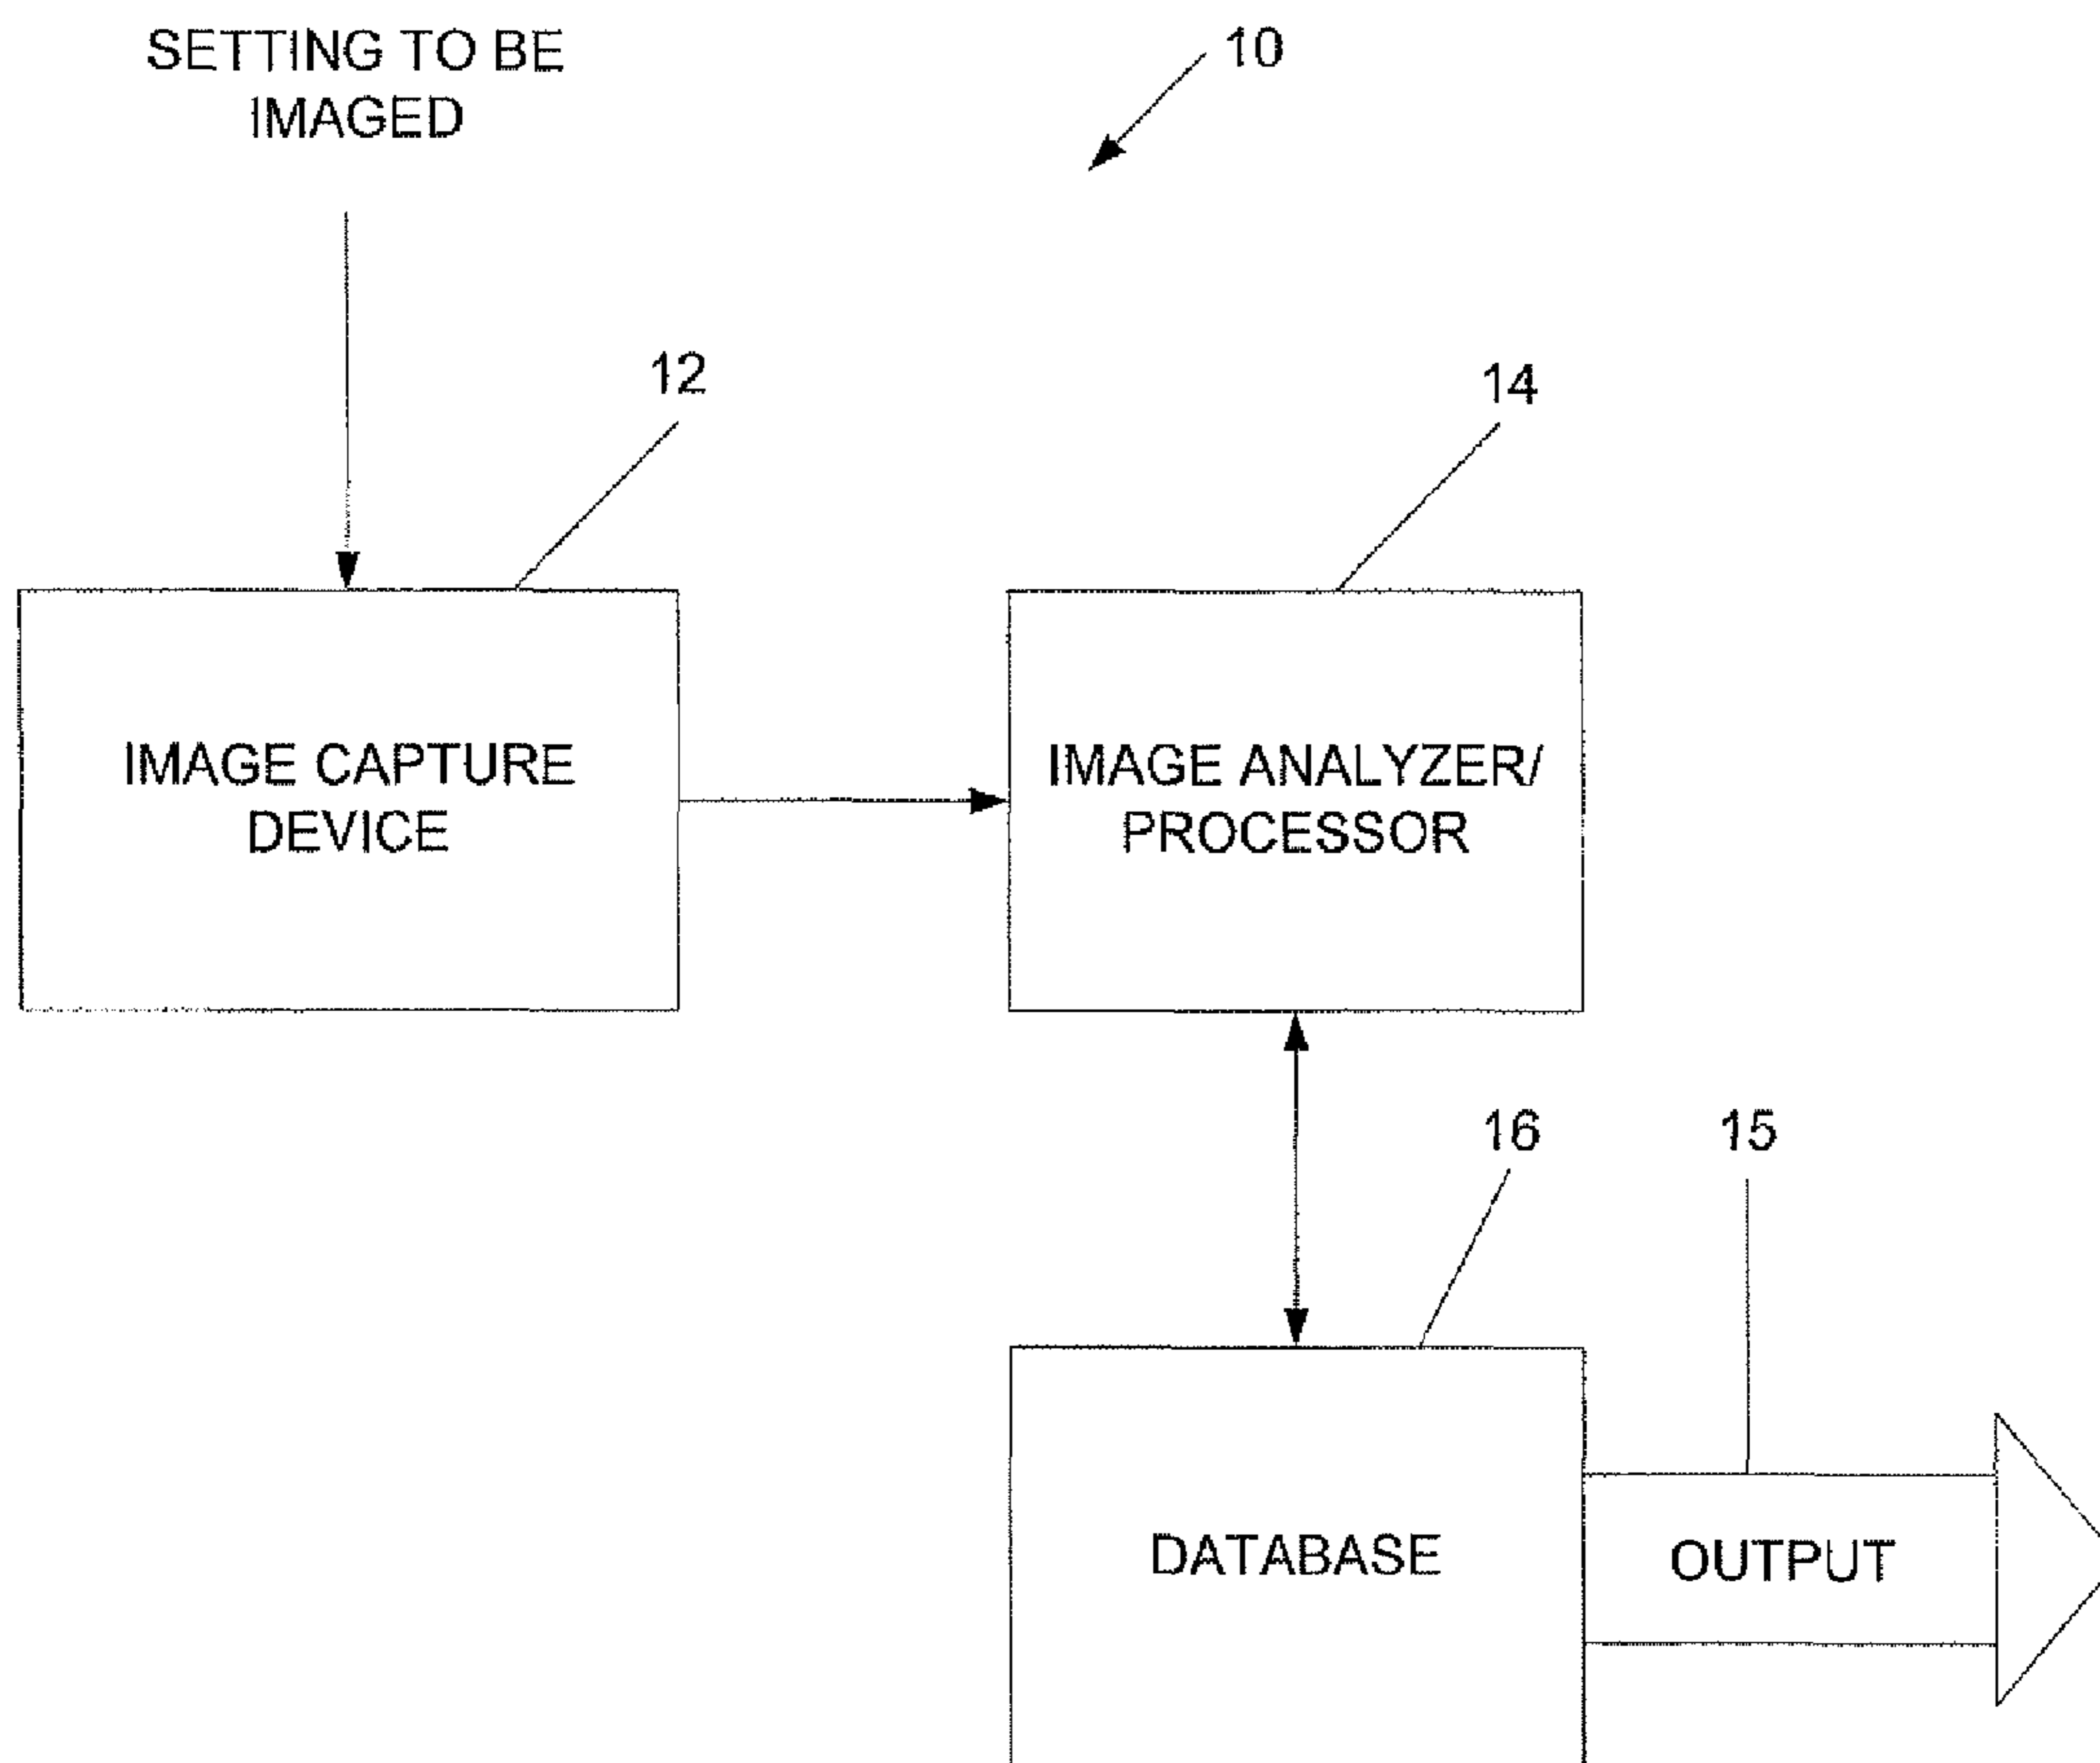 SETTING TO BE
IMAGED
10
12
14
IMAGE CAPTURE
DEVICE
IMAGE ANALYZER/
PROCESSOR
16
15
DATABASE
OUTPUT